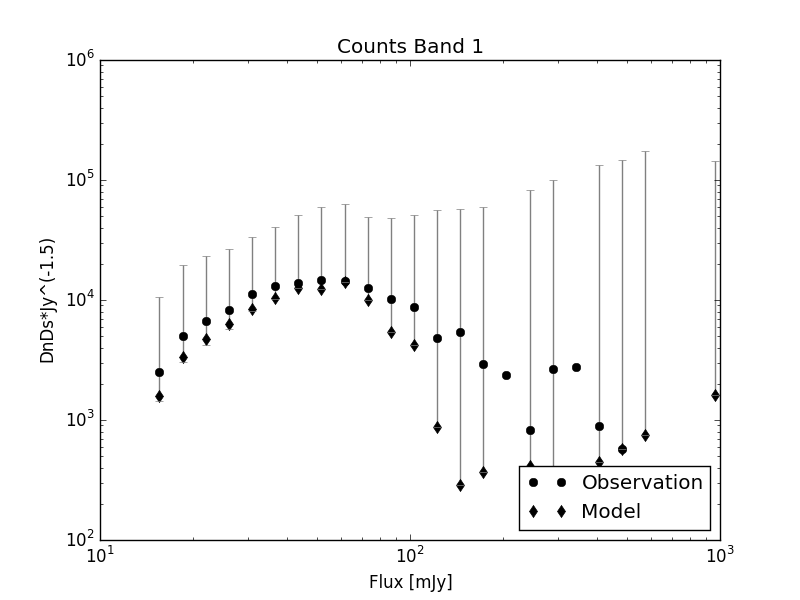 Counts Band 1
10^6
10^5
10^4
10^3
10^2
DnDs*Jy^(-1.5)
Observation
Model
10^1
10^2
10^3
Flux [mJy]